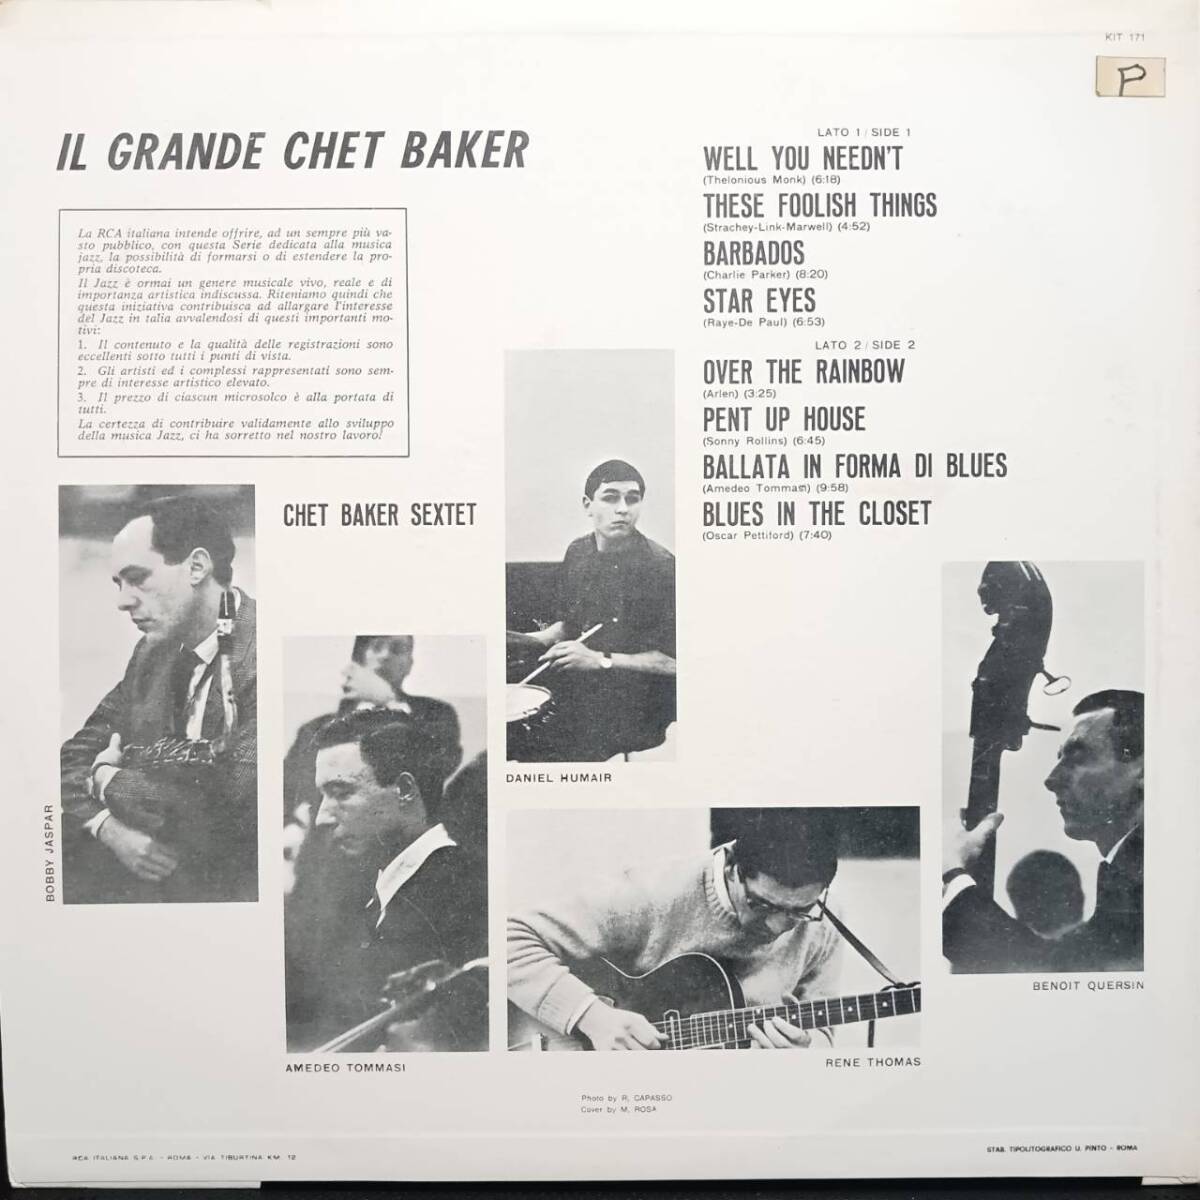 KIT 171
P
IL GRANDE CHET BAKER
La RCA italiana intende offrire, ad un sempre più va-
sto pubblico, con questa Serie dedicata alla musica
jazz, la possibilità di formarsi o di estendere la pro-
pria discoteca.
Il Jazz è ormai un genere musicale vivo, reale e di
importanza artistica indiscussa. Riteniamo quindi che
questa iniziativa contribuisca ad allargare l'interesse
del Jazz in talia avvalendosi di questi importanti mo-
tivi:
1. Il contenuto e la qualità delle registrazioni sono
eccellenti sotto tutti i punti di vista.
2. Gli artisti ed i complessi rappresentati sono sem-
pre di interesse artistico elevato.
3. Il prezzo di ciascun microsolco è alla portata di
tutti.
La certezza di contribuire validamente allo sviluppo
della musica Jazz, ci ha sorretto nel nostro lavoro!
LATO 1 / SIDE 1
WELL YOU NEEDN'T
(Thelonious Monk) (6:18)
THESE FOOLISH THINGS
(Strachey-Link-Marwell) (4:52)
BARBADOS
(Charlie Parker) (8:20)
STAR EYES
(Raye-De Paul) (6:53)
LATO 2 / SIDE 2
OVER THE RAINBOW
(Arlen) (3:25)
PENT UP HOUSE
(Sonny Rollins) (6:45)
BALLATA IN FORMA DI BLUES
(Amedeo Tommasi) (9:58)
BLUES IN THE CLOSET
(Oscar Pettiford) (7:40)
CHET BAKER SEXTET
BOBBY JASPAR
AMEDEO TOMMASI
DANIEL HUMAIR
RENE THOMAS
BENOIT QUERSIN
Photo by R. CAPASSO
Cover by M. ROSA
RCA ITALIANA S.P.A. - ROMA - VIA TIBURTINA KM. 12
STAB. TIPOLITOGRAFICO U. PINTO - ROMA